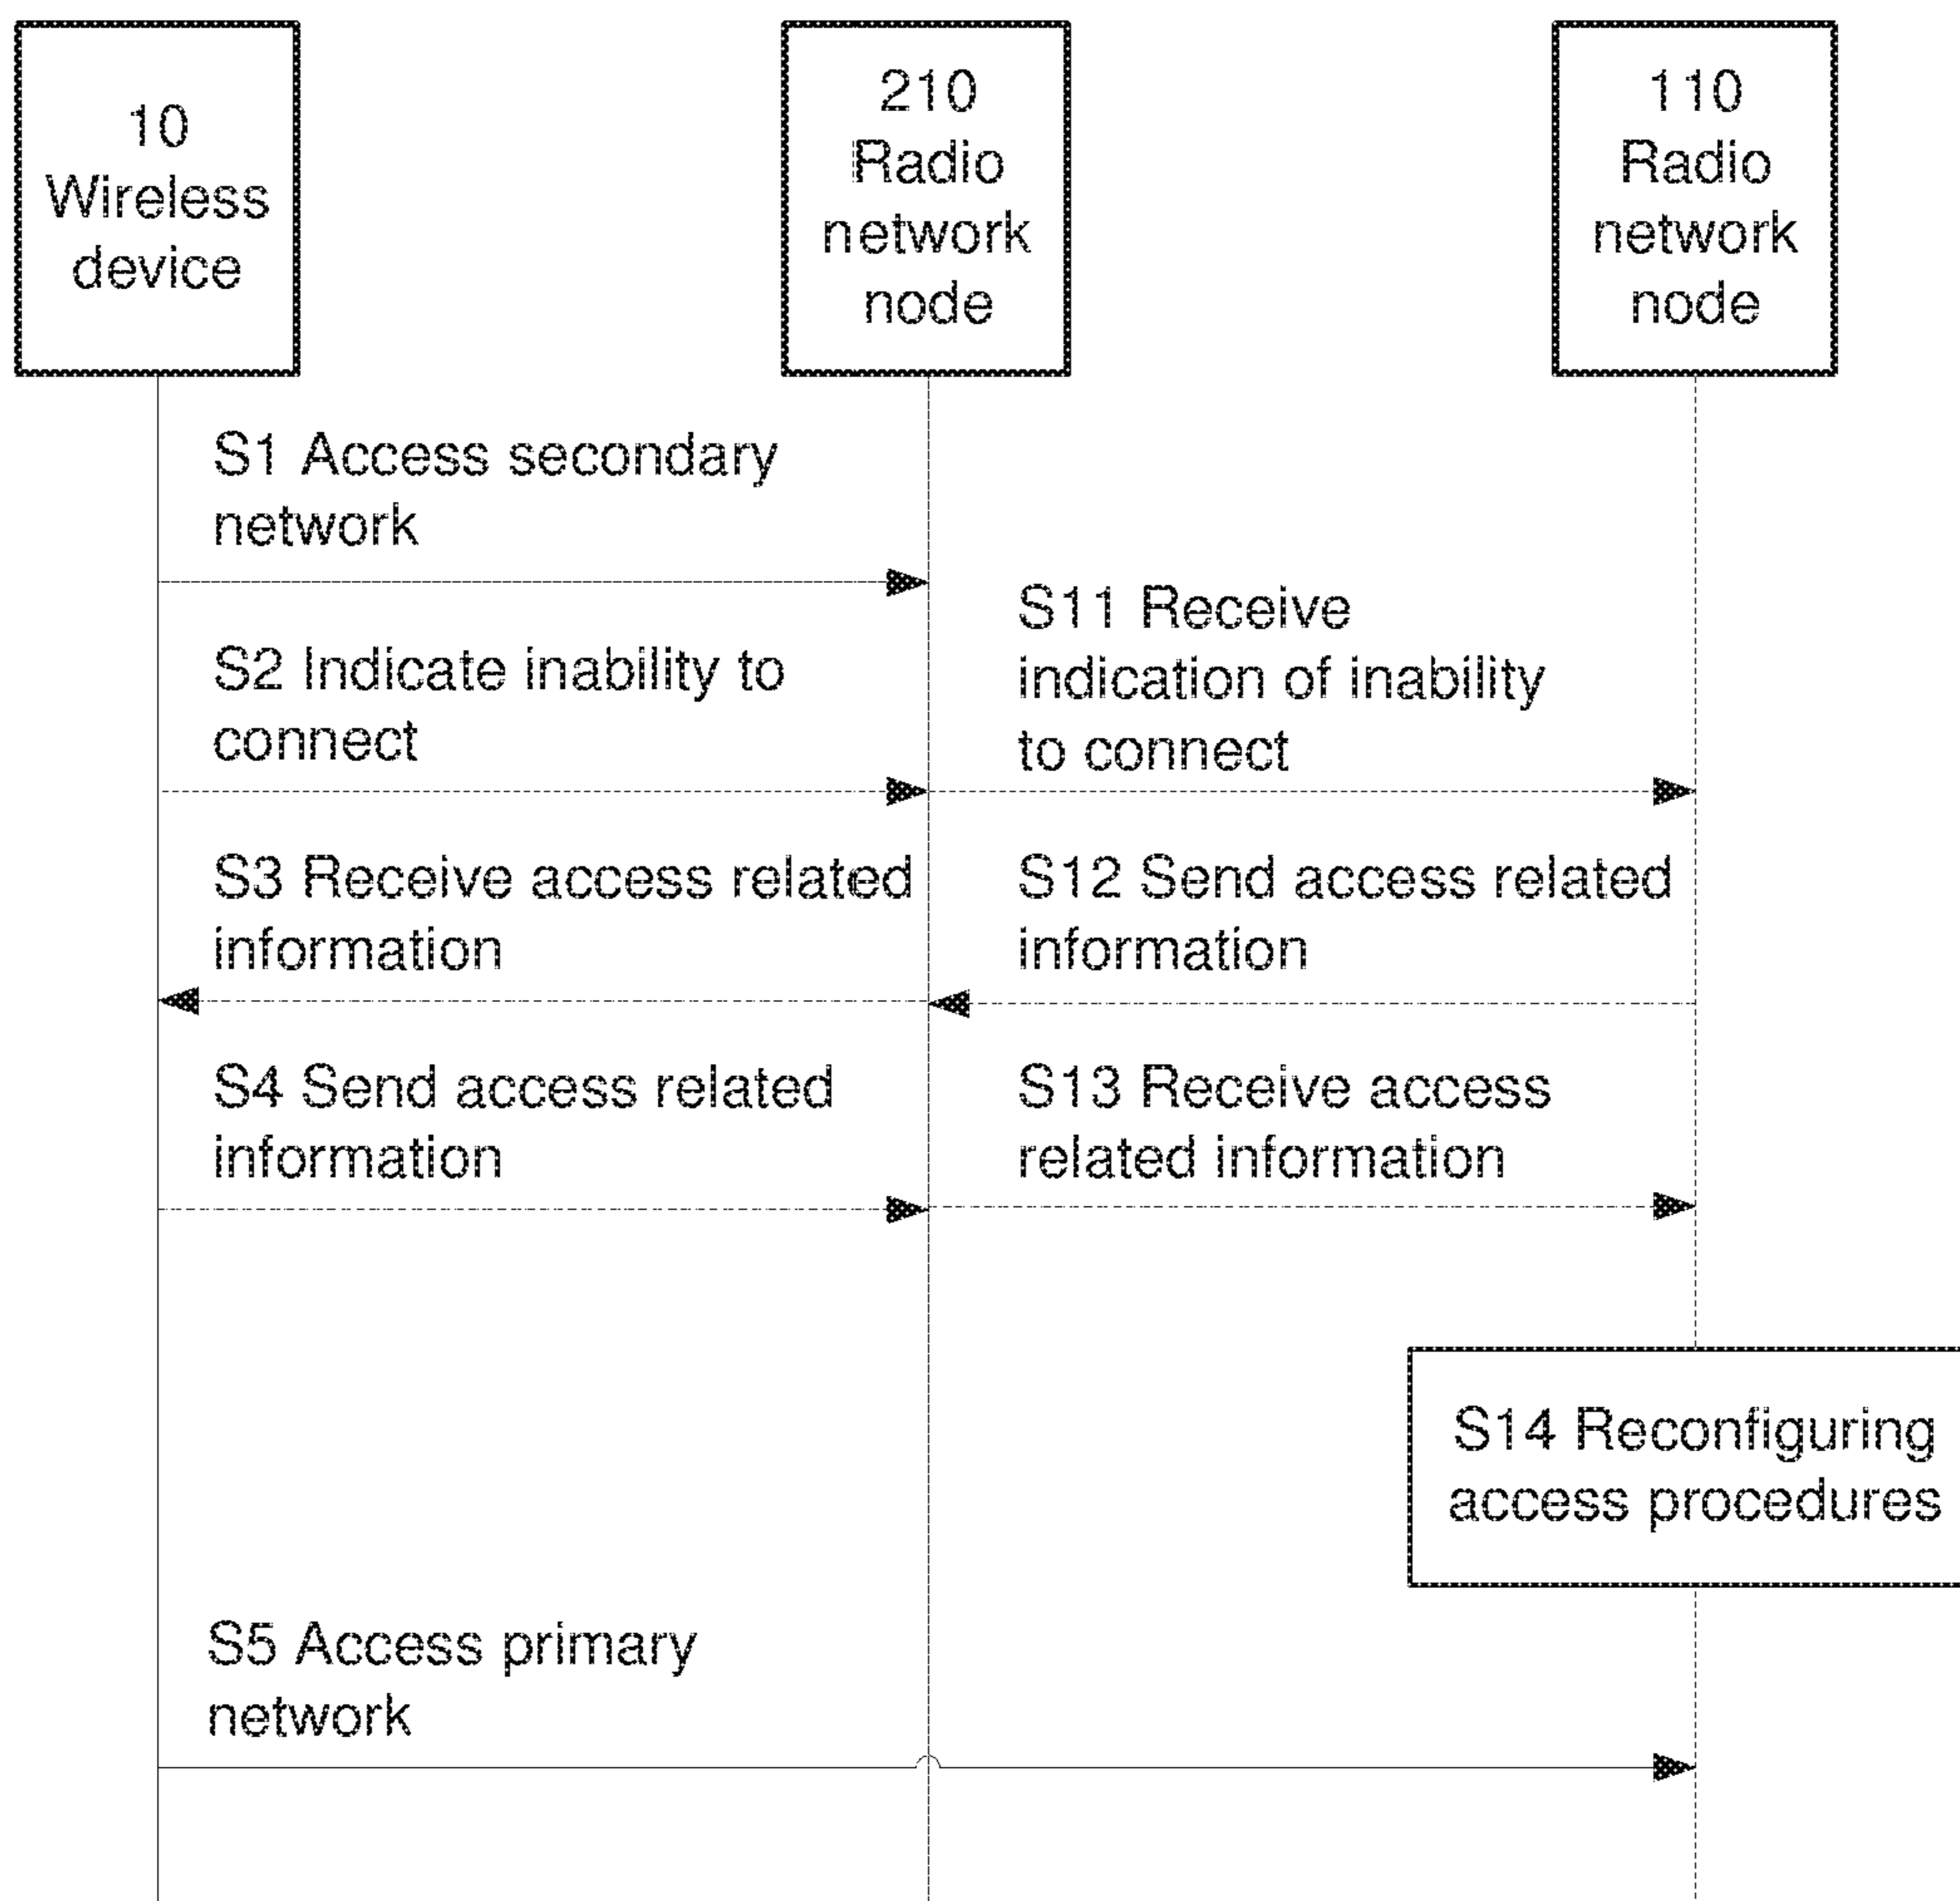 10
Wireless
device
210
Radio
network
node
110
Radio
network
node
S1 Access secondary
network
S11 Receive
indication of inability
to connect
S2 Indicate inability to
connect
S3 Receive access related
information
S12 Send access related
information
S4 Send access related
information
S13 Receive access
related information
S14 Reconfiguring
access procedures
S5 Access primary
network